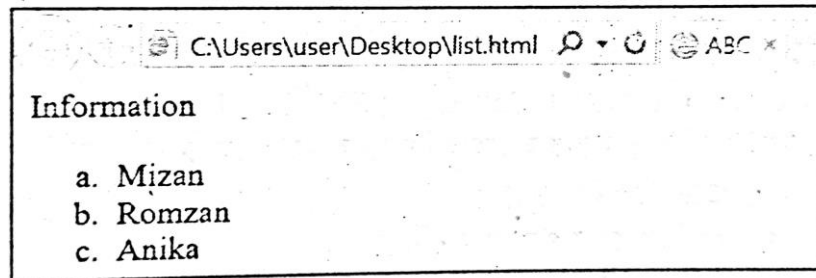 C:\Users\user\Desktop\list.html ABC ×
Information
a. Mizan
b. Romzan
c. Anika